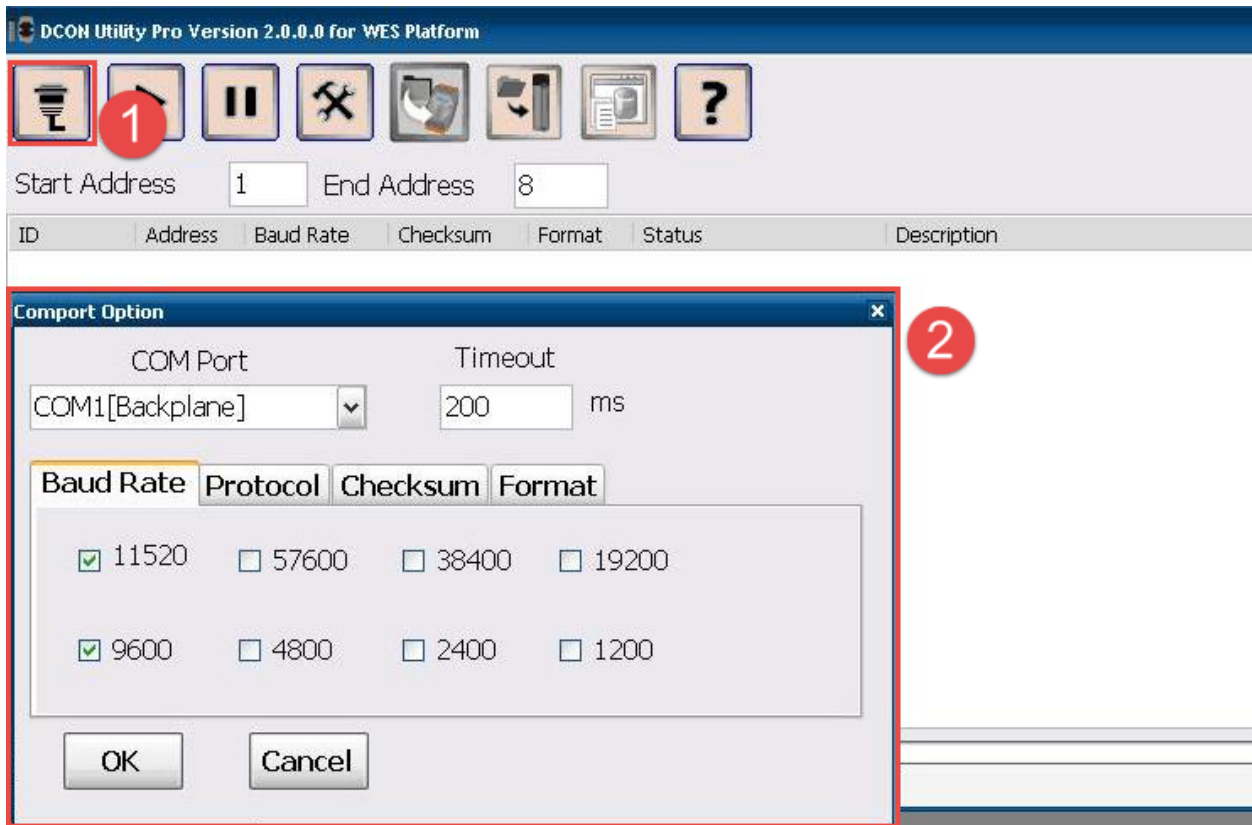 DCON Utility Pro Version 2.0.0.0 for WES Platform
1
?
Start Address 1 End Address 8
ID Address Baud Rate Checksum Format Status Description
Comport Option
2
COM Port Timeout
COM1[Backplane] 200 ms
Baud Rate Protocol Checksum Format
11520 57600 38400 19200
9600 4800 2400 1200
OK Cancel